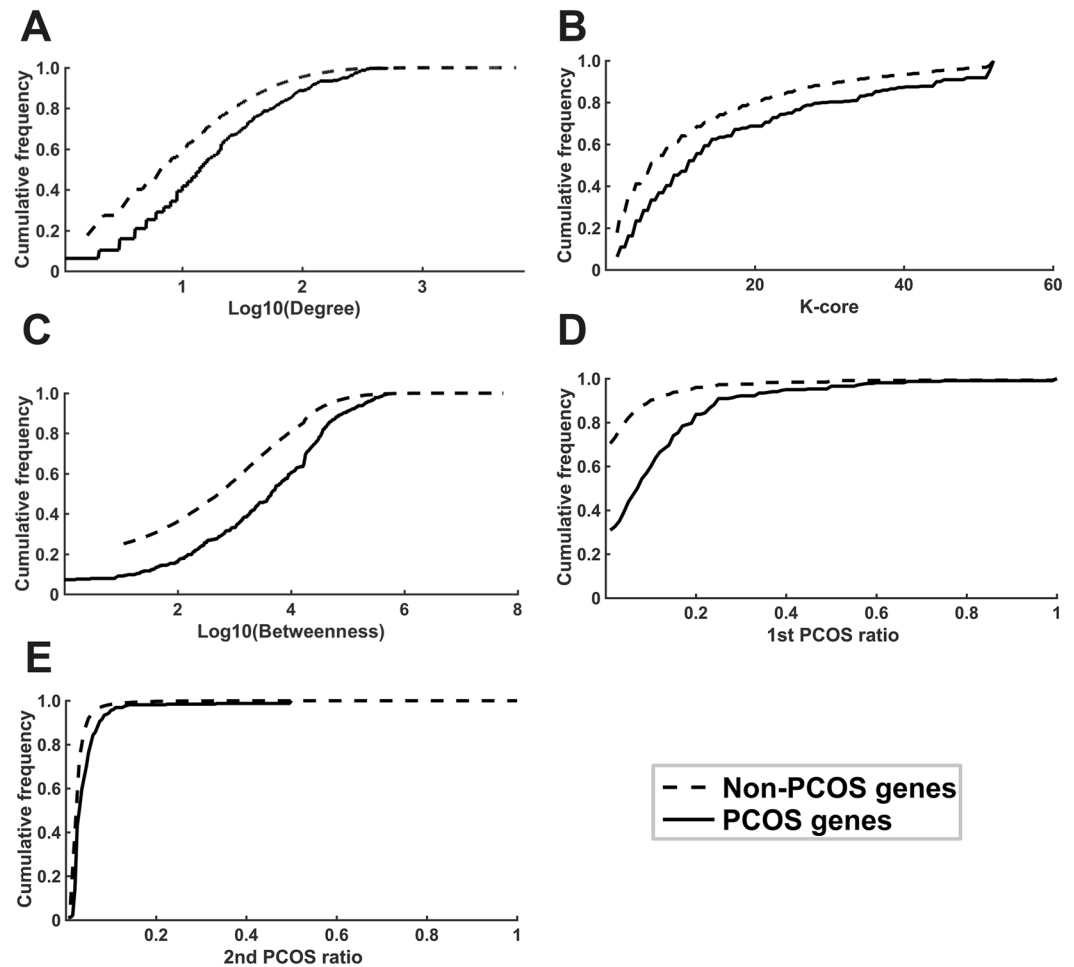 A
Cumulative frequency
1.0
0.8
0.6
0.4
0.2
0
1
2
3
Log10(Degree)
B
Cumulative frequency
1.0
0.8
0.6
0.4
0.2
0
20
40
60
K-core
C
Cumulative frequency
1.0
0.8
0.6
0.4
0.2
0
2
4
6
8
Log10(Betweenness)
D
Cumulative frequency
1.0
0.8
0.6
0.4
0.2
0
0.2
0.4
0.6
0.8
1
1st PCOS ratio
E
Cumulative frequency
1.0
0.8
0.6
0.4
0.2
0
0.2
0.4
0.6
0.8
1
2nd PCOS ratio
Non-PCOS genes
PCOS genes